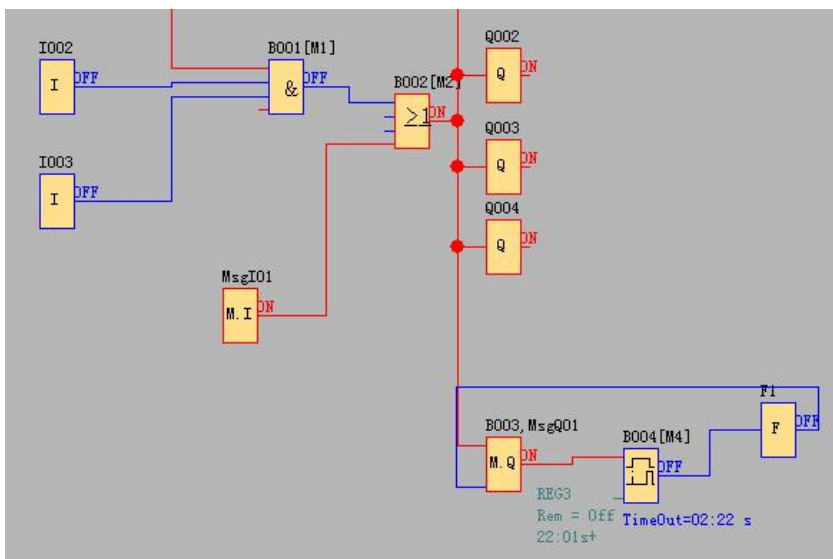 Q002
I002
B001[M1]
Q
ON
I
OFF
&
OFF
B002[M2]
≥1
ON
Q003
I003
Q
ON
I
OFF
Q004
Q
ON
MsgI01
M.I
ON
F1
F
OFF
B003,MsgQ01
B004[M4]
M.Q
ON
OFF
REG3
Rem = Off
TimeOut=02:22 s
22:01s+